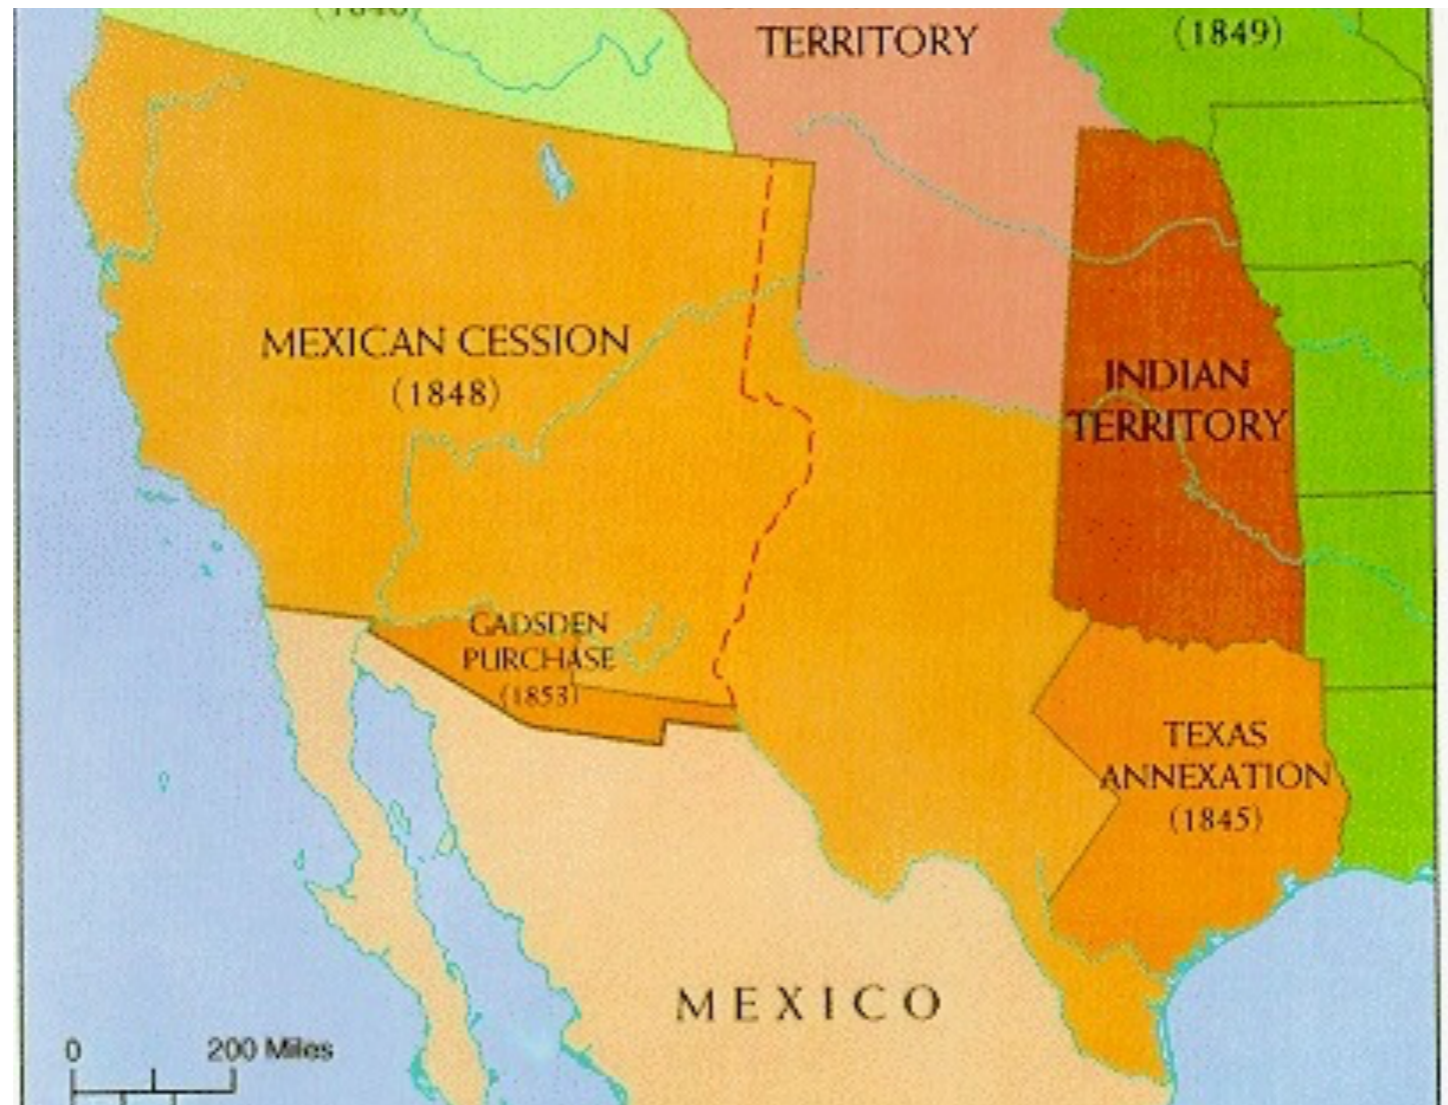 TERRITORY
(1849)
MEXICAN CESSION
(1848)
INDIAN
TERRITORY
GADSDEN
PURCHASE
(1853)
TEXAS
ANNEXATION
(1845)
MEXICO
0 200 Miles